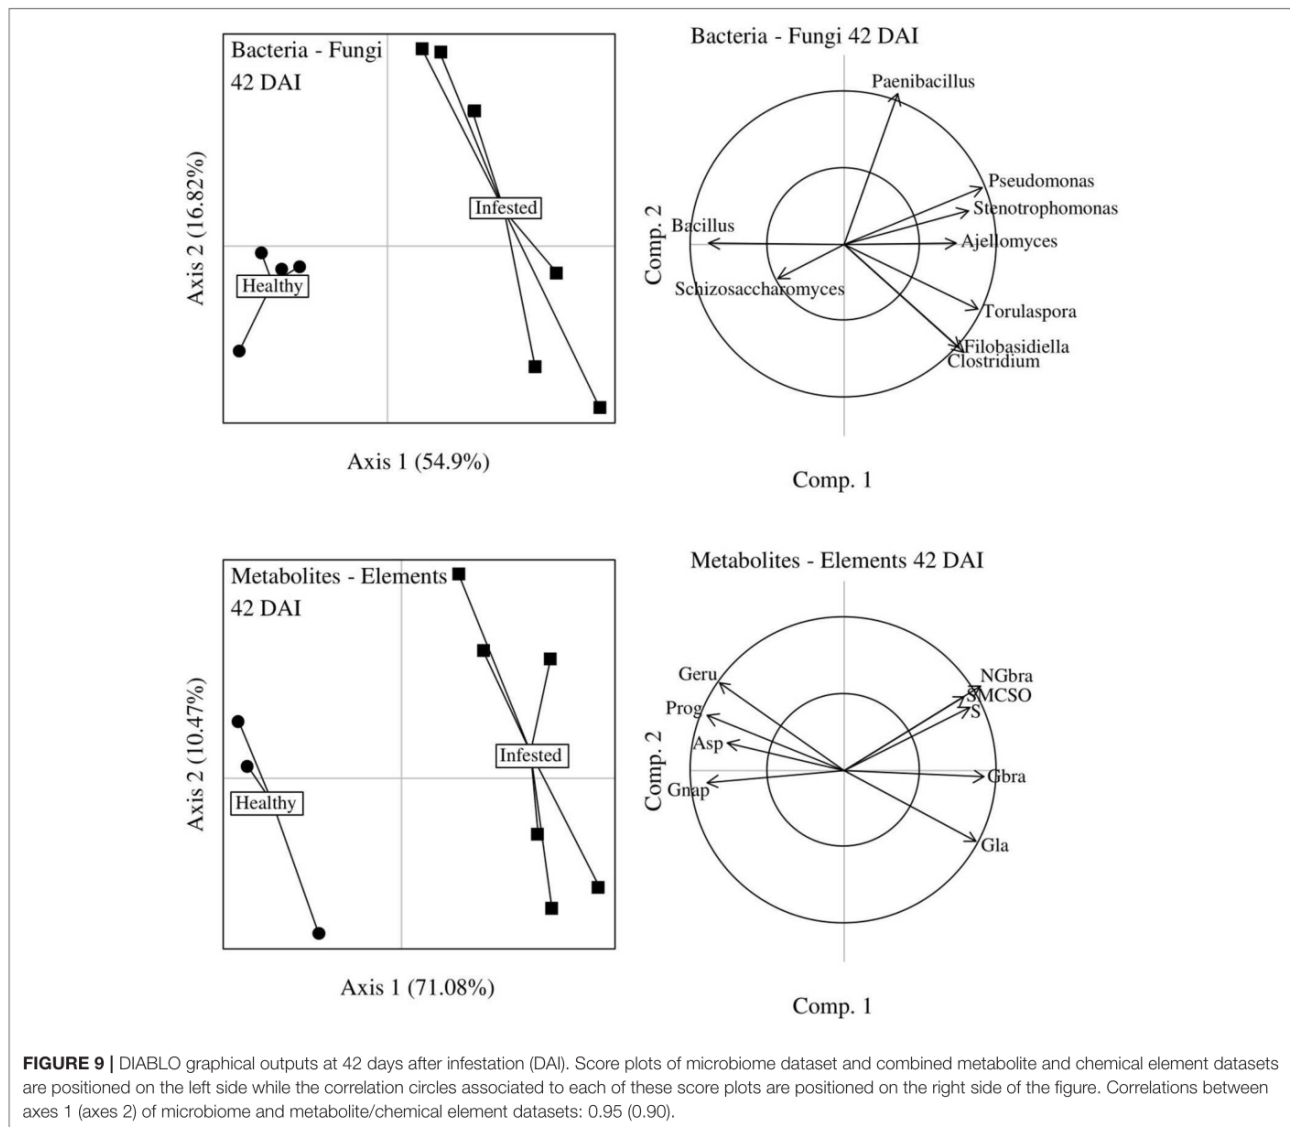 Bacteria - Fungi
42 DAI
Infested
Healthy
Axis 2 (16.82%)
Axis 1 (54.9%)
Bacteria - Fungi 42 DAI
Paenibacillus
Pseudomonas
Stenotrophomonas
Bacillus
Ajellomyces
Schizosaccharomyces
Torulaspora
Filobasidiella
Clostridium
Comp. 2
Comp. 1
Metabolites - Elements
42 DAI
Infested
Healthy
Axis 2 (10.47%)
Axis 1 (71.08%)
Metabolites - Elements 42 DAI
Geru
NGbra
SMCSO
Prog
S
Asp
Gbra
Gnap
Gla
Comp. 2
Comp. 1
FIGURE 9 | DIABLO graphical outputs at 42 days after infestation (DAI). Score plots of microbiome dataset and combined metabolite and chemical element datasets
are positioned on the left side while the correlation circles associated to each of these score plots are positioned on the right side of the figure. Correlations between
axes 1 (axes 2) of microbiome and metabolite/chemical element datasets: 0.95 (0.90).